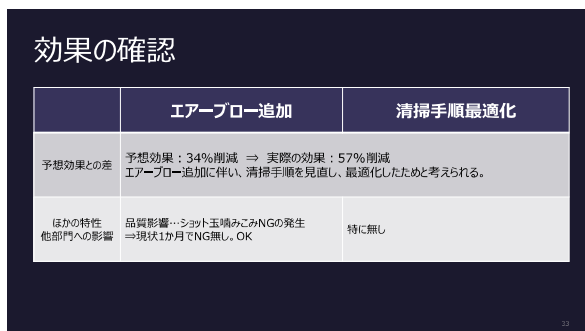 効果の確認
エアーブロー追加
清掃手順最適化
予想効果との差
予想効果：34%削減 ⇒ 実際の効果：57%削減
エアーブロー追加に伴い、清掃手順を見直し、最適化したためと考えられる。
ほかの特性
他部門への影響
品質影響…ショット玉噛みこみNGの発生
⇒現状1か月でNG無し。OK
特に無し
33